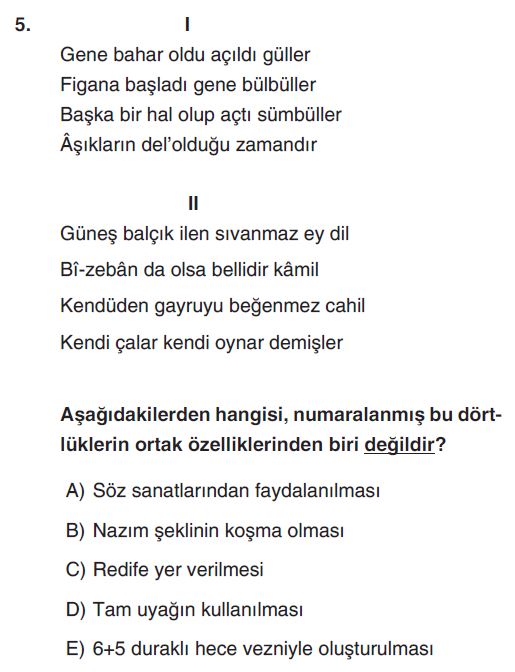 5.
I
Gene bahar oldu açıldı güller
Figana başladı gene bülbüller
Başka bir hal olup açtı sümbüller
Âşıkların del’olduğu zamandır
II
Güneş balçık ilen sıvanmaz ey dil
Bî-zebân da olsa bellidir kâmil
Kendüden gayruyu beğenmez cahil
Kendi çalar kendi oynar demişler
Aşağıdakilerden hangisi, numaralanmış bu dört-
lüklerin ortak özelliklerinden biri değildir?
A) Söz sanatlarından faydalanılması
B) Nazım şeklinin koşma olması
C) Redife yer verilmesi
D) Tam uyağın kullanılması
E) 6+5 duraklı hece vezniyle oluşturulması